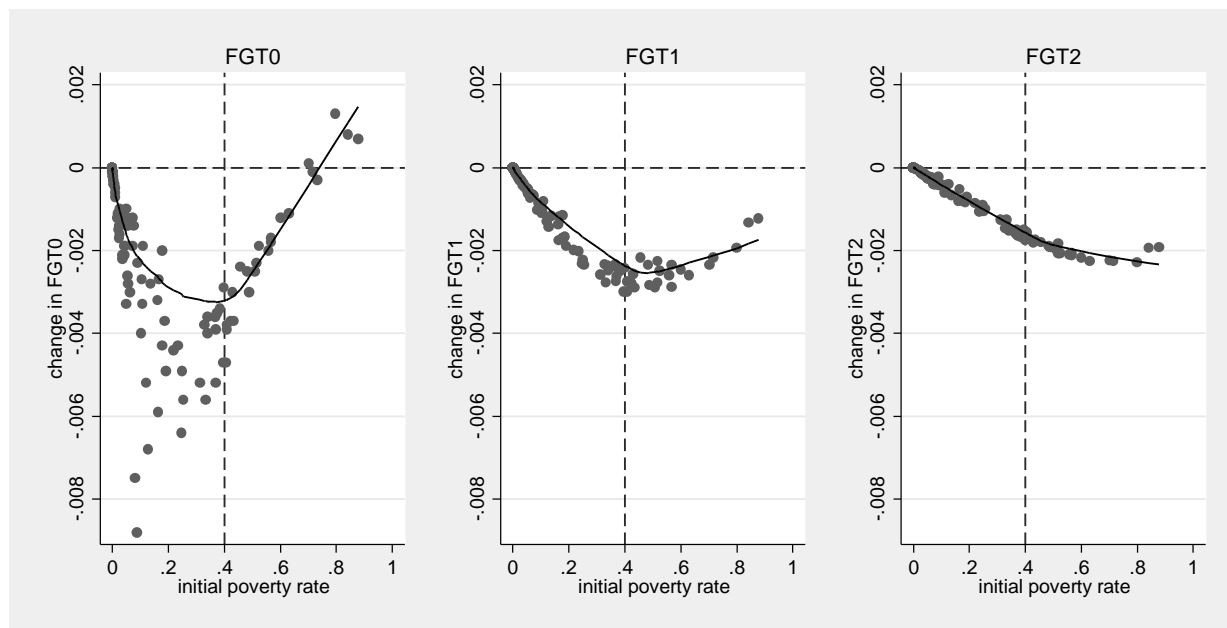 FGT0
.002
0
-.002
-.004
-.006
-.008
change in FGT0
0 .2 .4 .6 .8 1
initial poverty rate
FGT1
.002
0
-.002
-.004
-.006
-.008
change in FGT1
0 .2 .4 .6 .8 1
initial poverty rate
FGT2
.002
0
-.002
-.004
-.006
-.008
change in FGT2
0 .2 .4 .6 .8 1
initial poverty rate